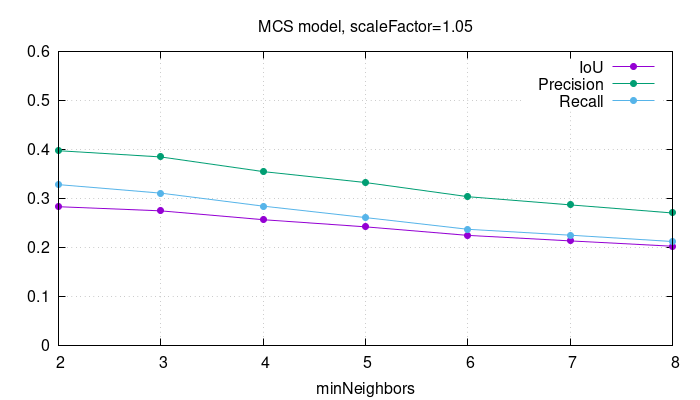 MCS model, scaleFactor=1.05
0.6
0.5
0.4
0.3
0.2
0.1
0
IoU
Precision
Recall
2 3 4 5 6 7 8
minNeighbors